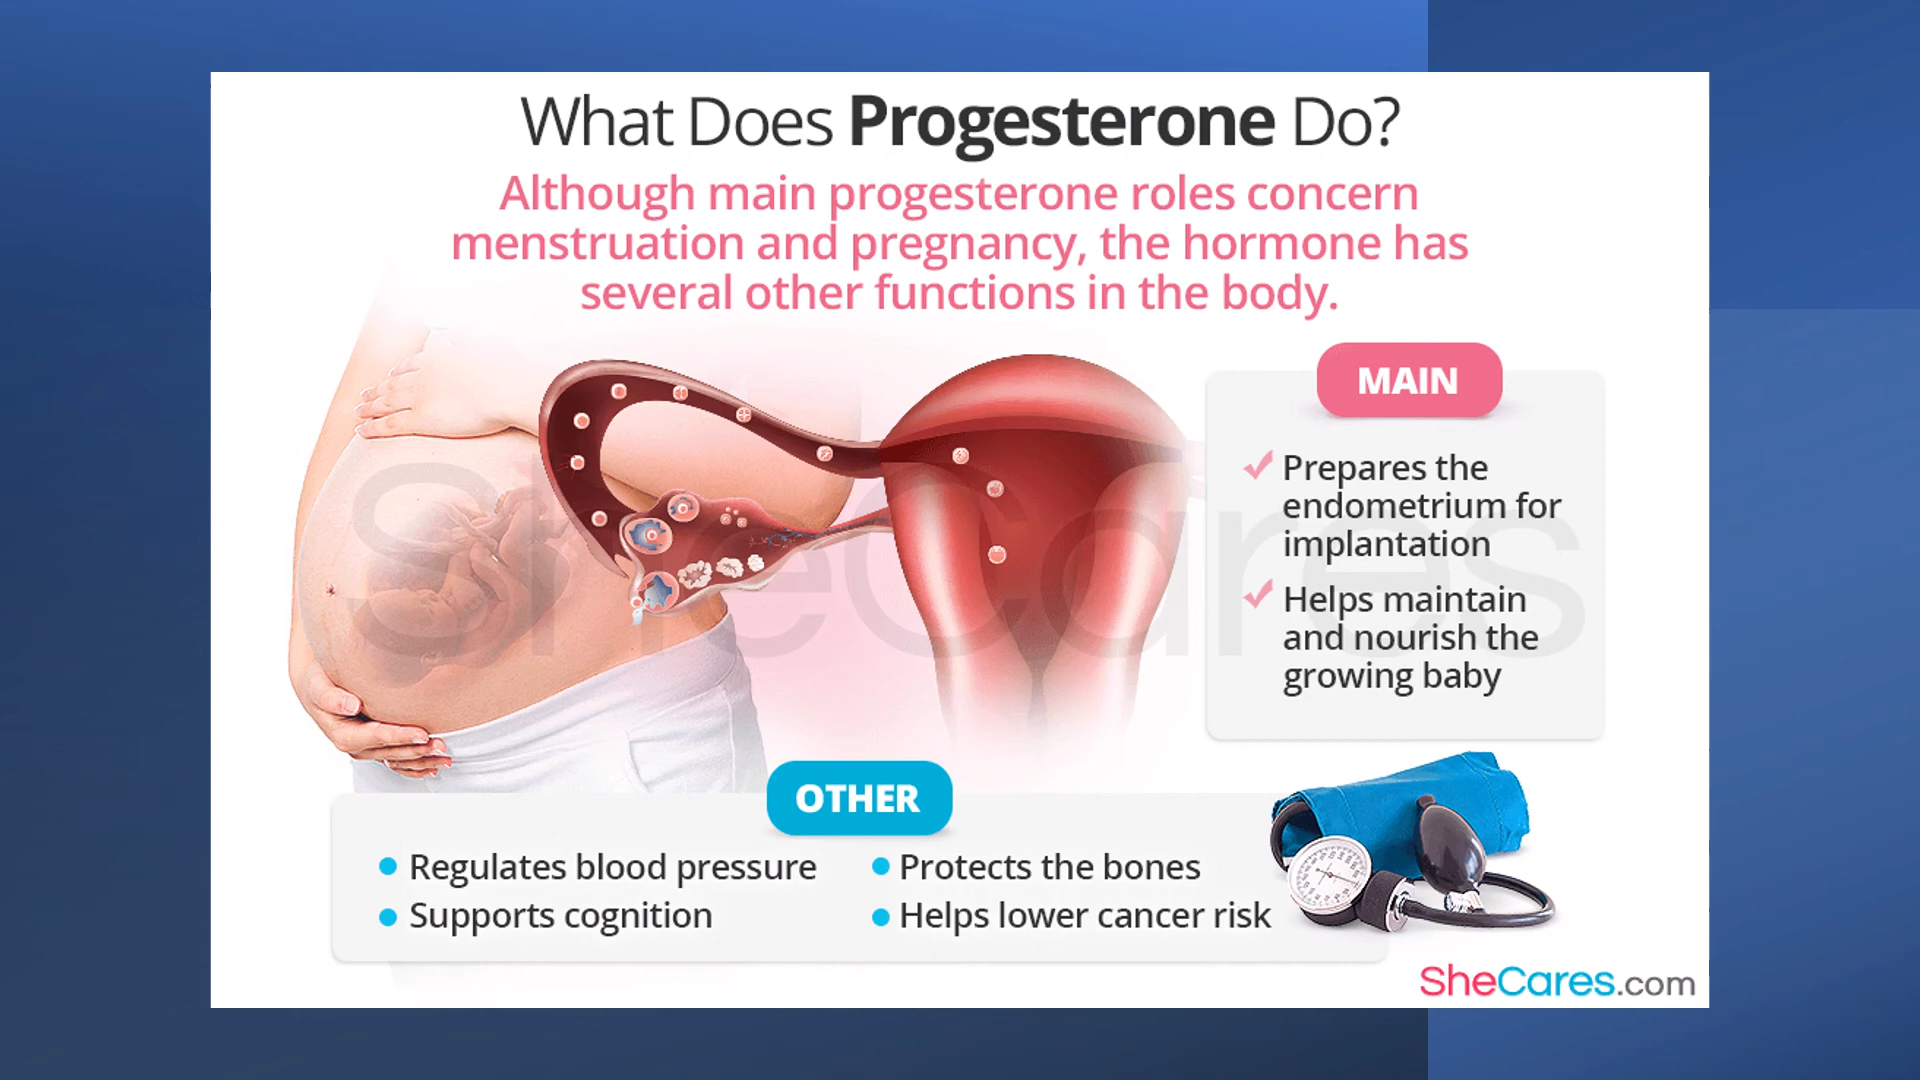 What Does Progesterone Do?
Although main progesterone roles concern
menstruation and pregnancy, the hormone has
several other functions in the body.
MAIN
Prepares the
endometrium for
implantation
Helps maintain
and nourish the
growing baby
SheCares
OTHER
Regulates blood pressure
Supports cognition
Protects the bones
Helps lower cancer risk
SheCares.com